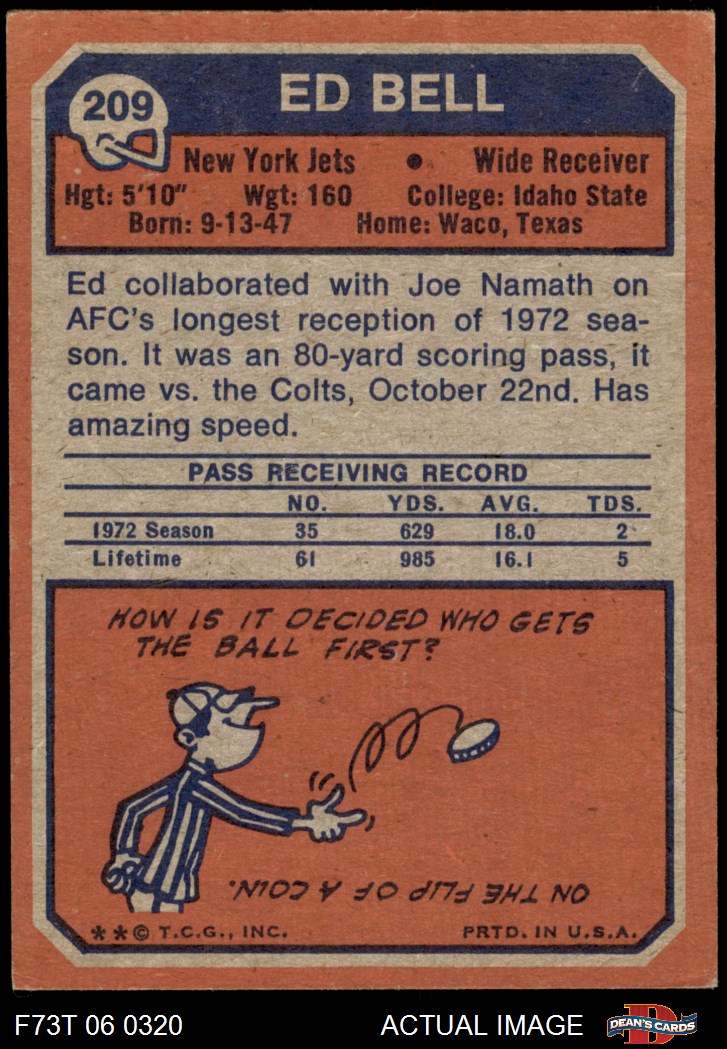 209
ED BELL
New York Jets • Wide Receiver
Hgt: 5'10" Wgt: 160 College: Idaho State
Born: 9-13-47 Home: Waco, Texas
Ed collaborated with Joe Namath on
AFC's longest reception of 1972 sea-
son. It was an 80-yard scoring pass, it
came vs. the Colts, October 22nd. Has
amazing speed.
PASS RECEIVING RECORD
NO. YDS. AVG. TDS.
1972 Season 35 629 18.0 2
Lifetime 61 985 16.1 5
HOW IS IT DECIDED WHO GETS
THE BALL FIRST?
ON THE FLIP OF A COIN.
**© T.C.G., INC. PRTD. IN U.S.A.
F73T 06 0320 ACTUAL IMAGE D DEAN'S CARDS